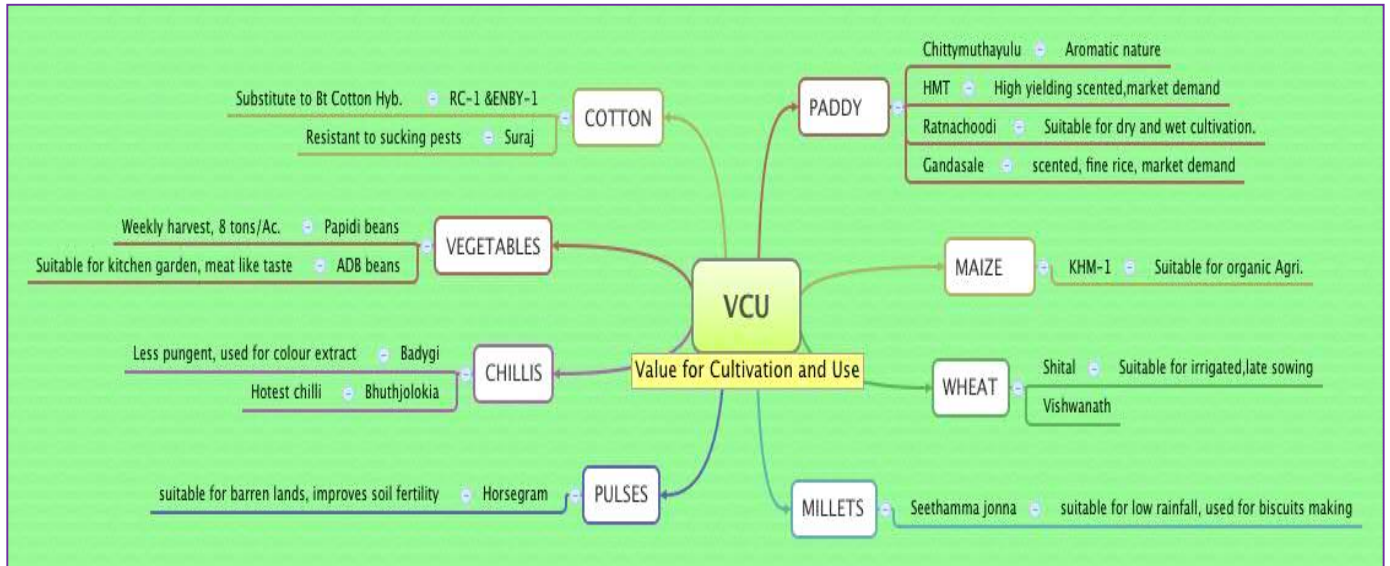 VCU
Value for Cultivation and Use
PADDY
Chittymuthayulu Aromatic nature
HMT High yielding scented,market demand
Ratnachoodi Suitable for dry and wet cultivation.
Gandasale scented, fine rice, market demand
MAIZE
KHM-1 Suitable for organic Agri.
WHEAT
Shital Suitable for irrigated,late sowing
Vishwanath
MILLETS
Seethamma jonna suitable for low rainfall, used for biscuits making
COTTON
Substitute to Bt Cotton Hyb. RC-1 &ENBY-1
Resistant to sucking pests Suraj
VEGETABLES
Weekly harvest, 8 tons/Ac. Papidi beans
Suitable for kitchen garden, meat like taste ADB beans
CHILLIS
Less pungent, used for colour extract Badygi
Hotest chilli Bhuthjolokia
PULSES
suitable for barren lands, improves soil fertility Horsegram